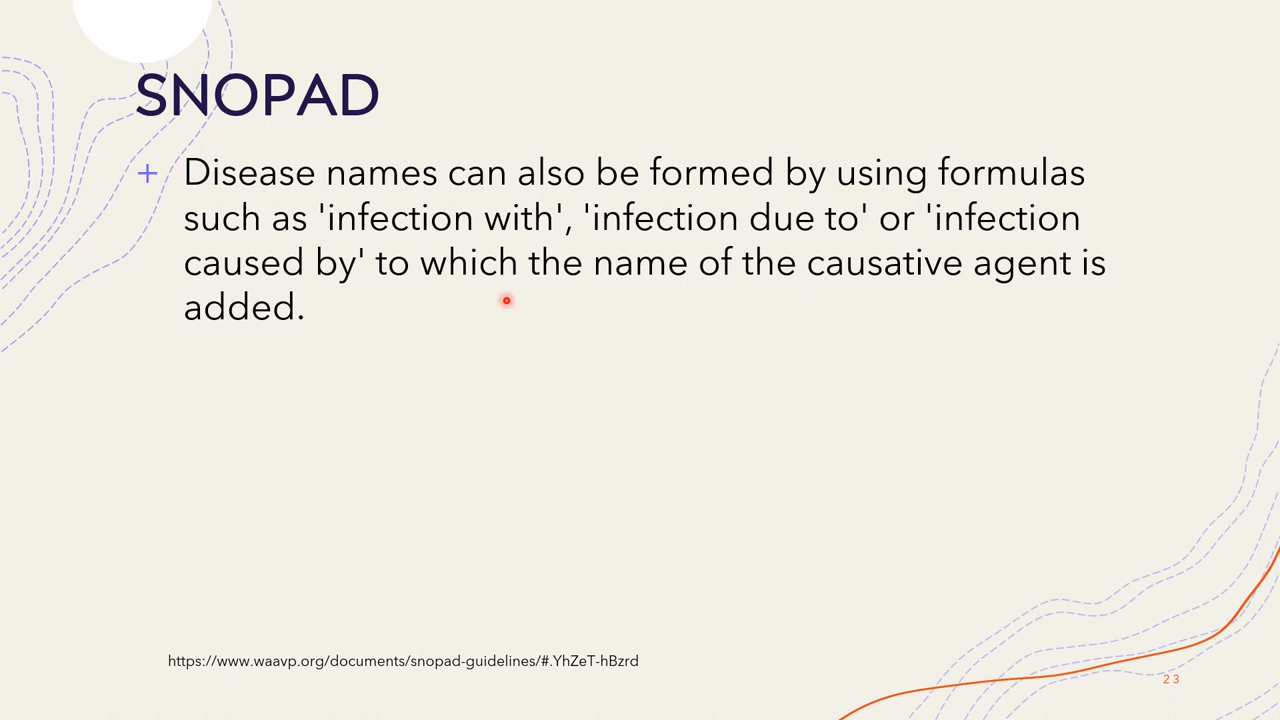 SNOPAD
+ Disease names can also be formed by using formulas
such as 'infection with', 'infection due to' or 'infection
caused by' to which the name of the causative agent is
added.
https://www.waavp.org/documents/snopad-guidelines/#.YhZeT-hBzrd
23